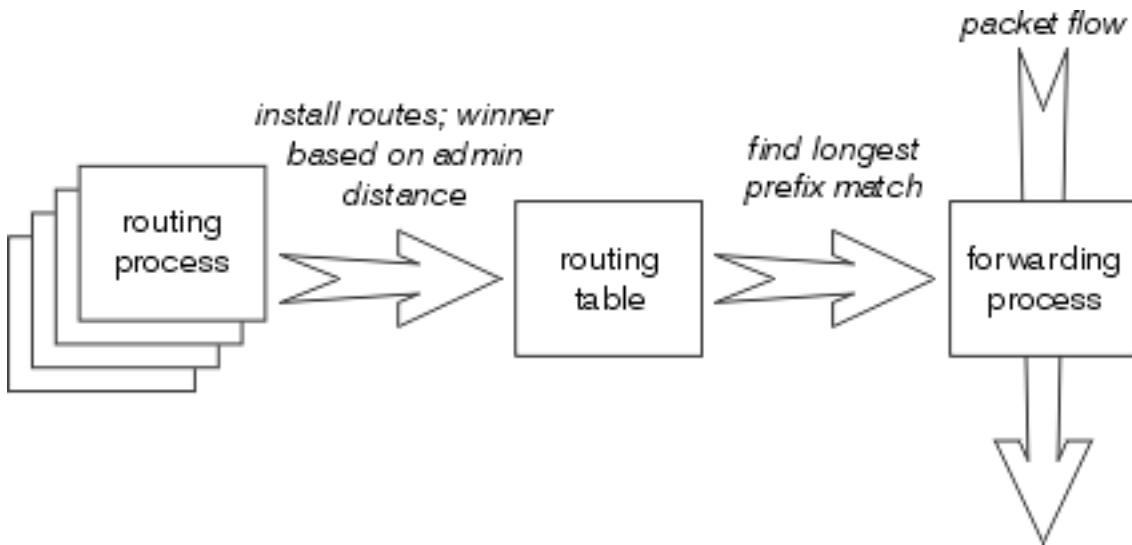 packet flow
install routes; winner
based on admin
distance
find longest
prefix match
routing
process
routing
table
forwarding
process